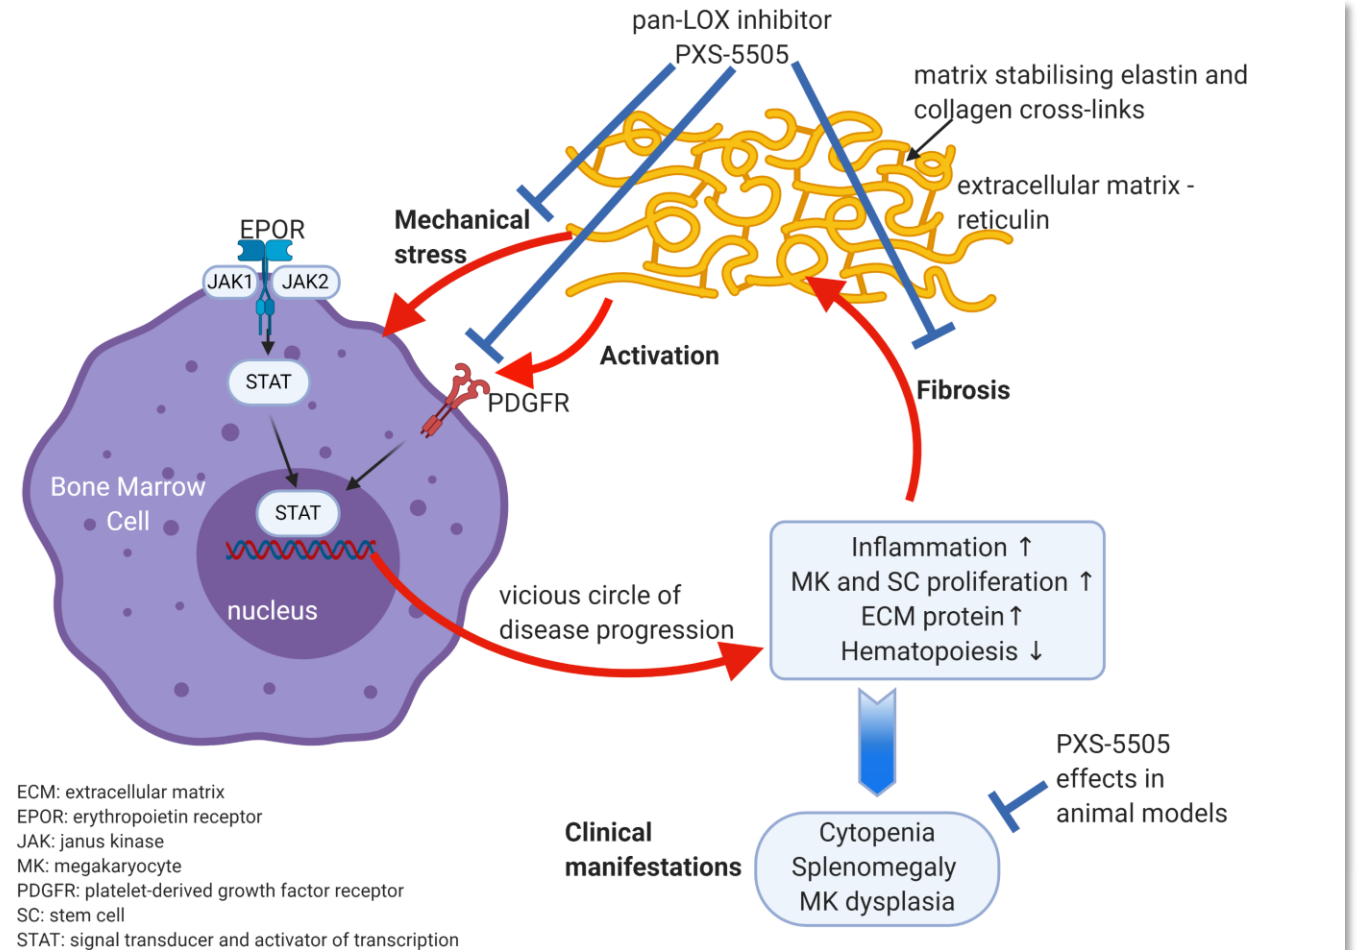 pan-LOX inhibitor
PXS-5505
matrix stabilising elastin and
collagen cross-links
extracellular matrix -
reticulin
Mechanical
stress
EPOR
JAK1
JAK2
STAT
Activation
PDGFR
Fibrosis
Bone Marrow
Cell
STAT
nucleus
vicious circle of
disease progression
Inflammation ↑
MK and SC proliferation ↑
ECM protein↑
Hematopoiesis ↓
PXS-5505
effects in
animal models
Clinical
manifestations
Cytopenia
Splenomegaly
MK dysplasia
ECM: extracellular matrix
EPOR: erythropoietin receptor
JAK: janus kinase
MK: megakaryocyte
PDGFR: platelet-derived growth factor receptor
SC: stem cell
STAT: signal transducer and activator of transcription